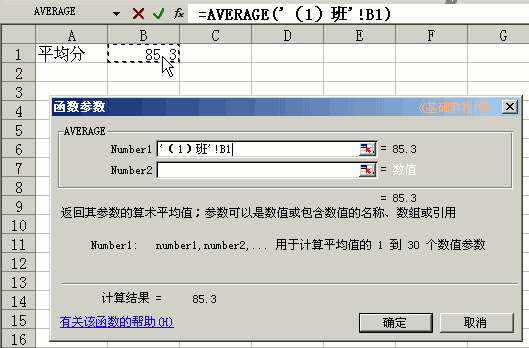 AVERAGE =AVERAGE('（1）班'!B1)
A B C D E F G
1 平均分 85.3
2
3
4 函数参数
5 AVERAGE
6 Number1 '（1）班'!B1 = 85.3
7 Number2 = 数值
8 = 85.3
9 返回其参数的算术平均值；参数可以是数值或包含数值的名称、数组或引用
10
11 Number1: number1,number2,... 用于计算平均值的 1 到 30 个数值参数
12
13
14 计算结果 = 85.3
15 有关该函数的帮助(H) 确定 取消
16